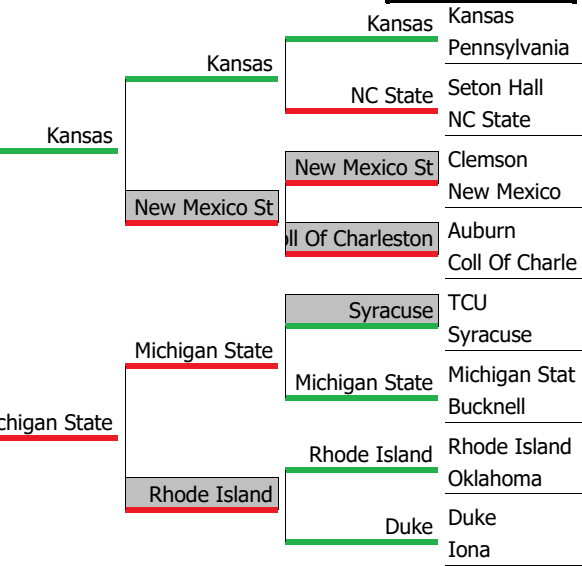 Kansas
Kansas
Pennsylvania
Kansas
Seton Hall
NC State
NC State
Kansas
Clemson
New Mexico St
New Mexico
New Mexico St
Auburn
ll Of Charleston
Coll Of Charle
TCU
Syracuse
Syracuse
Michigan State
Michigan Stat
Michigan State
Bucknell
chigan State
Rhode Island
Rhode Island
Oklahoma
Rhode Island
Duke
Duke
Iona